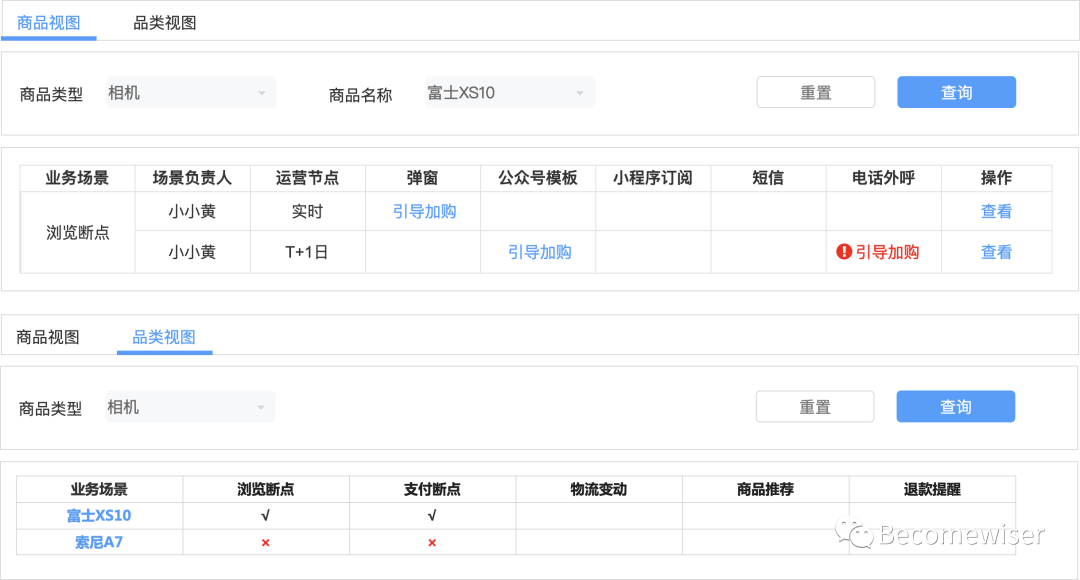 商品视图 品类视图
商品类型 相机 商品名称 富士XS10 重置 查询
业务场景 场景负责人 运营节点 弹窗 公众号模板 小程序订阅 短信 电话外呼 操作
浏览断点 小小黄 实时 引导加购 查看
小小黄 T+1日 引导加购 引导加购 查看
商品视图 品类视图
商品类型 相机 重置 查询
业务场景 浏览断点 支付断点 物流变动 商品推荐 退款提醒
富士XS10 √ √
索尼A7 × ×
Becomewiser